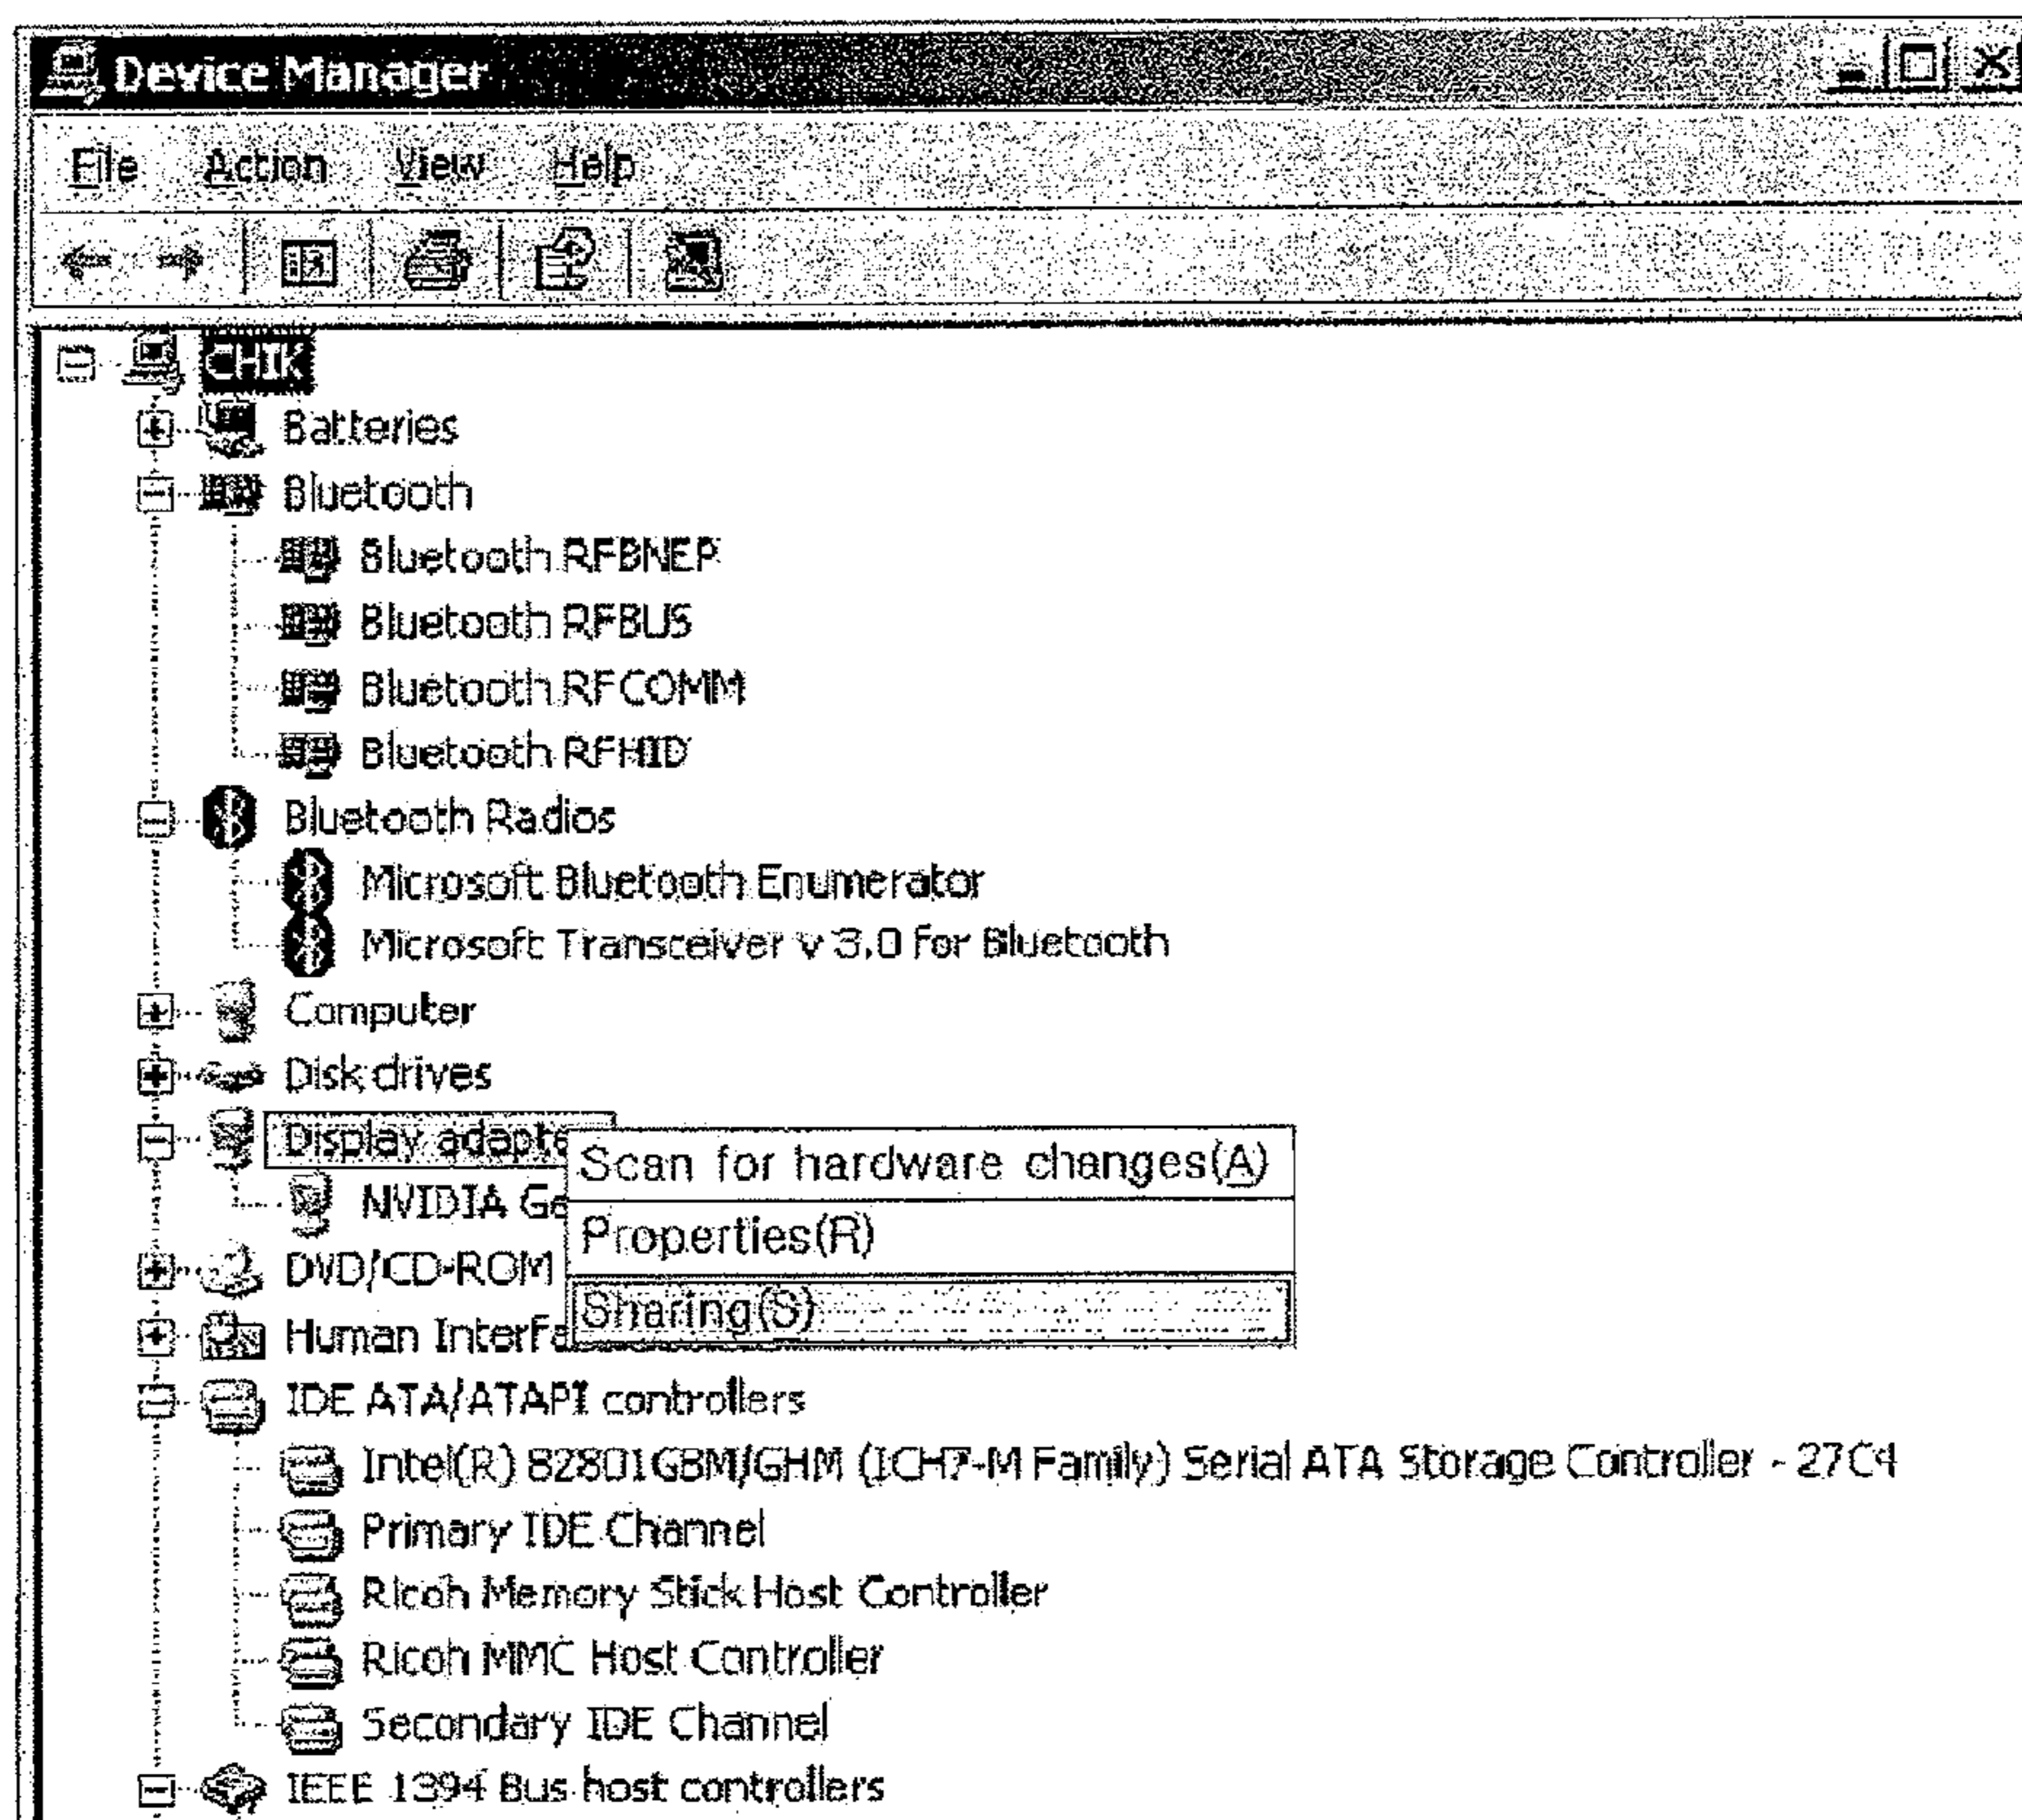 Device Manager
File Action View Help
CHIK
Batteries
Bluetooth
Bluetooth RFBNEP
Bluetooth RFBUS
Bluetooth RFCOMM
Bluetooth RFHID
Bluetooth Radios
Microsoft Bluetooth Enumerator
Microsoft Transceiver v 3.0 for Bluetooth
Computer
Disk drives
Display adapte
Scan for hardware changes(A)
NVIDIA Ge
Properties(R)
DVD/CD-ROM
Sharing(S)
Human Interfa
IDE ATA/ATAPI controllers
Intel(R) 82801GBM/GHM (ICH7-M Family) Serial ATA Storage Controller - 27C4
Primary IDE Channel
Ricoh Memory Stick Host Controller
Ricoh MMC Host Controller
Secondary IDE Channel
IEEE 1394 Bus host controllers